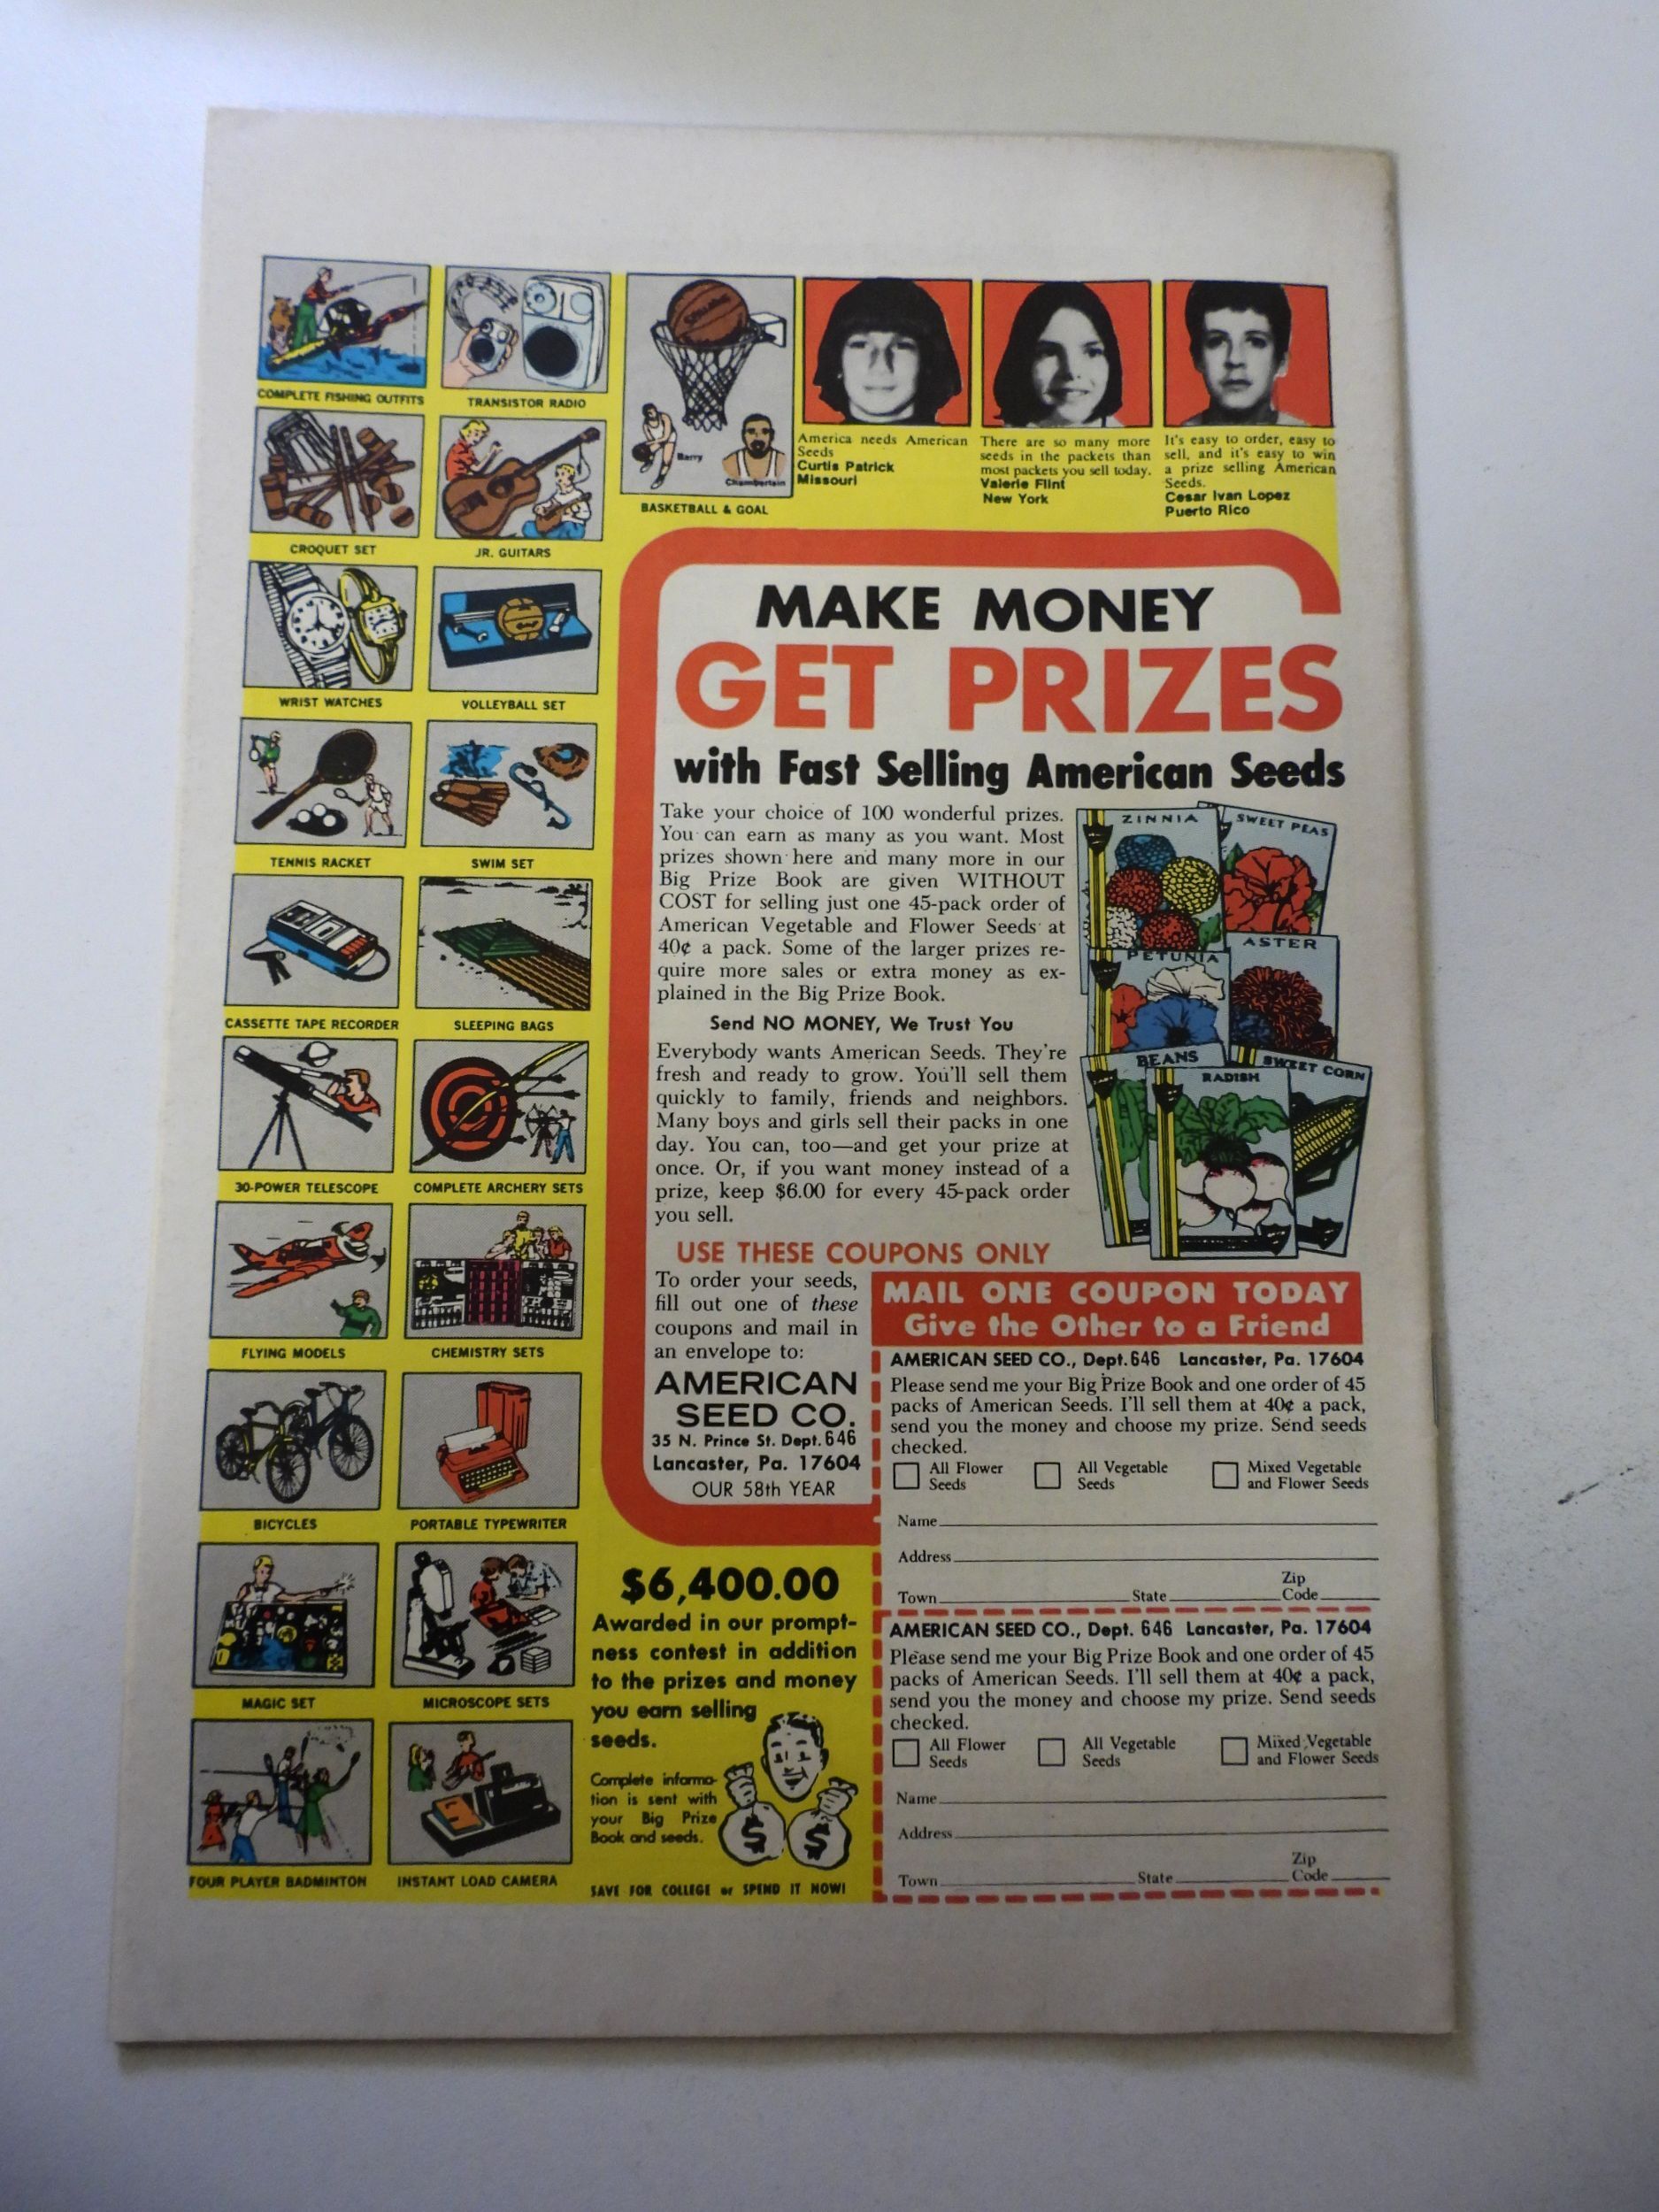 COMPLETE FISHING OUTFITS
TRANSISTOR RADIO
CROQUET SET
JR. GUITARS
WRIST WATCHES
VOLLEYBALL SET
TENNIS RACKET
SWIM SET
CASSETTE TAPE RECORDER
SLEEPING BAGS
30-POWER TELESCOPE
COMPLETE ARCHERY SETS
FLYING MODELS
CHEMISTRY SETS
BICYCLES
PORTABLE TYPEWRITER
MAGIC SET
MICROSCOPE SETS
FOUR PLAYER BADMINTON
INSTANT LOAD CAMERA
Spalding
Barry
Chamberlain
BASKETBALL & GOAL
America needs American
Seeds
Curtis Patrick
Missouri
There are so many more
seeds in the packets than
most packets you sell today.
Valerie Flint
New York
It's easy to order, easy to
sell, and it's easy to win
a prize selling American
Seeds.
Cesar Ivan Lopez
Puerto Rico
MAKE MONEY
GET PRIZES
with Fast Selling American Seeds
Take your choice of 100 wonderful prizes.
You can earn as many as you want. Most
prizes shown here and many more in our
Big Prize Book are given WITHOUT
COST for selling just one 45-pack order of
American Vegetable and Flower Seeds at
40¢ a pack. Some of the larger prizes re-
quire more sales or extra money as ex-
plained in the Big Prize Book.
Send NO MONEY, We Trust You
Everybody wants American Seeds. They're
fresh and ready to grow. You'll sell them
quickly to family, friends and neighbors.
Many boys and girls sell their packs in one
day. You can, too—and get your prize at
once. Or, if you want money instead of a
prize, keep $6.00 for every 45-pack order
you sell.
ZINNIA
SWEET PEAS
PETUNIA
ASTER
BEANS
RADISH
SWEET CORN
USE THESE COUPONS ONLY
To order your seeds,
fill out one of these
coupons and mail in
an envelope to:
AMERICAN
SEED CO.
35 N. Prince St. Dept. 646
Lancaster, Pa. 17604
OUR 58th YEAR
MAIL ONE COUPON TODAY
Give the Other to a Friend
AMERICAN SEED CO., Dept. 646 Lancaster, Pa. 17604
Please send me your Big Prize Book and one order of 45
packs of American Seeds. I'll sell them at 40¢ a pack,
send you the money and choose my prize. Send seeds
checked.
All Flower
Seeds
All Vegetable
Seeds
Mixed Vegetable
and Flower Seeds
Name
Address
Town State Zip Code
AMERICAN SEED CO., Dept. 646 Lancaster, Pa. 17604
Please send me your Big Prize Book and one order of 45
packs of American Seeds. I'll sell them at 40¢ a pack,
send you the money and choose my prize. Send seeds
checked.
All Flower
Seeds
All Vegetable
Seeds
Mixed Vegetable
and Flower Seeds
Name
Address
Town State Zip Code
$6,400.00
Awarded in our prompt-
ness contest in addition
to the prizes and money
you earn selling
seeds.
Complete informa-
tion is sent with
your Big Prize
Book and seeds.
$ $
SAVE FOR COLLEGE or SPEND IT NOW!